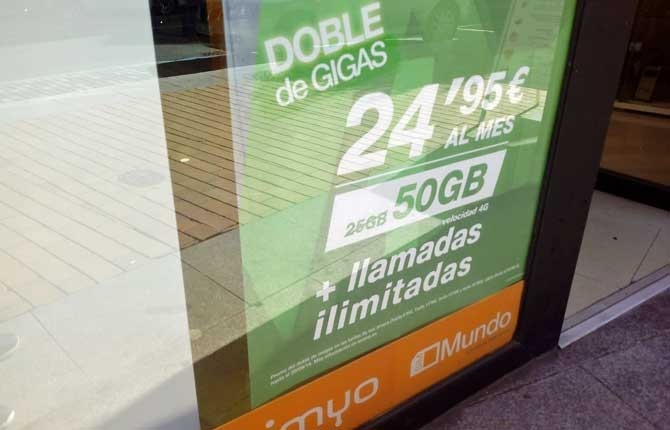 DOBLE
de GIGAS
24'95€
AL MES
25GB 50GB
velocidad 4G
+ llamadas
ilimitadas
Mundo
imyo